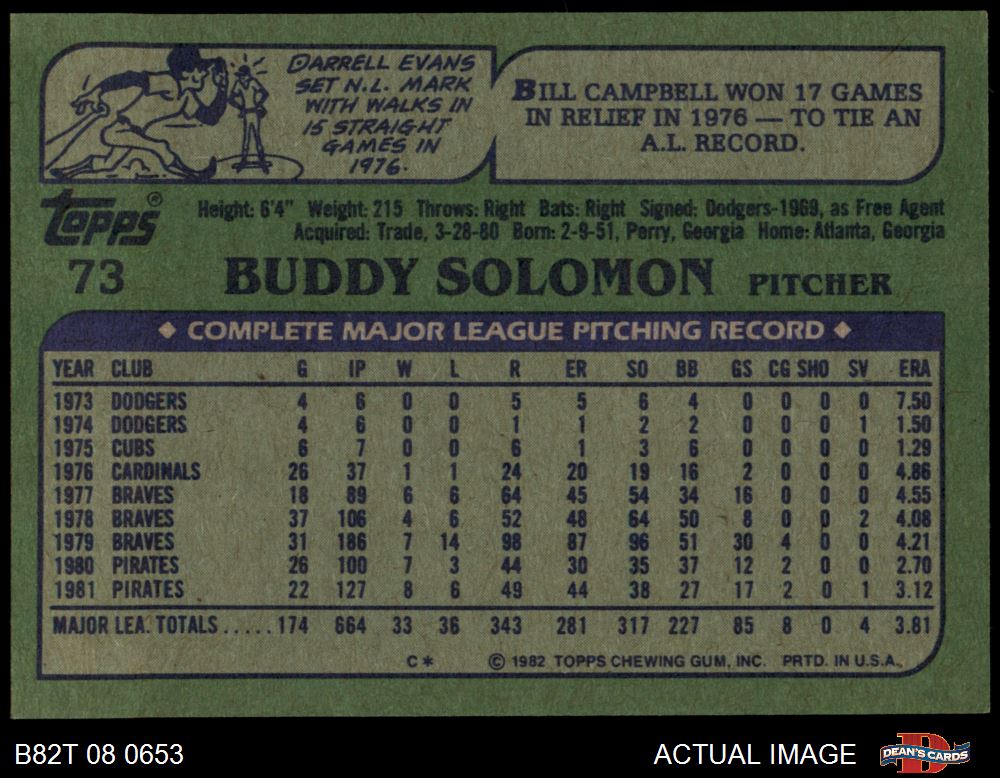 DARRELL EVANS
SET N.L. MARK
WITH WALKS IN
15 STRAIGHT
GAMES IN
1976.
BILL CAMPBELL WON 17 GAMES
IN RELIEF IN 1976 — TO TIE AN
A.L. RECORD.
TOPPS®
Height: 6'4" Weight: 215 Throws: Right Bats: Right Signed: Dodgers-1969, as Free Agent
Acquired: Trade, 3-28-80 Born: 2-9-51, Perry, Georgia Home: Atlanta, Georgia
73 BUDDY SOLOMON PITCHER
◆ COMPLETE MAJOR LEAGUE PITCHING RECORD ◆
YEAR CLUB G IP W L R ER SO BB GS CG SHO SV ERA
1973 DODGERS 4 6 0 0 5 5 6 4 0 0 0 0 7.50
1974 DODGERS 4 6 0 0 1 1 2 2 0 0 0 1 1.50
1975 CUBS 6 7 0 0 6 1 3 6 0 0 0 0 1.29
1976 CARDINALS 26 37 1 1 24 20 19 16 2 0 0 0 4.86
1977 BRAVES 18 89 6 6 64 45 54 34 16 0 0 0 4.55
1978 BRAVES 37 106 4 6 52 48 64 50 8 0 0 2 4.08
1979 BRAVES 31 186 7 14 98 87 96 51 30 4 0 0 4.21
1980 PIRATES 26 100 7 3 44 30 35 37 12 2 0 0 2.70
1981 PIRATES 22 127 8 6 49 44 38 27 17 2 0 1 3.12
MAJOR LEA. TOTALS ..... 174 664 33 36 343 281 317 227 85 8 0 4 3.81
C* © 1982 TOPPS CHEWING GUM, INC. PRTD. IN U.S.A.
B82T 08 0653 ACTUAL IMAGE DEAN'S CARDS